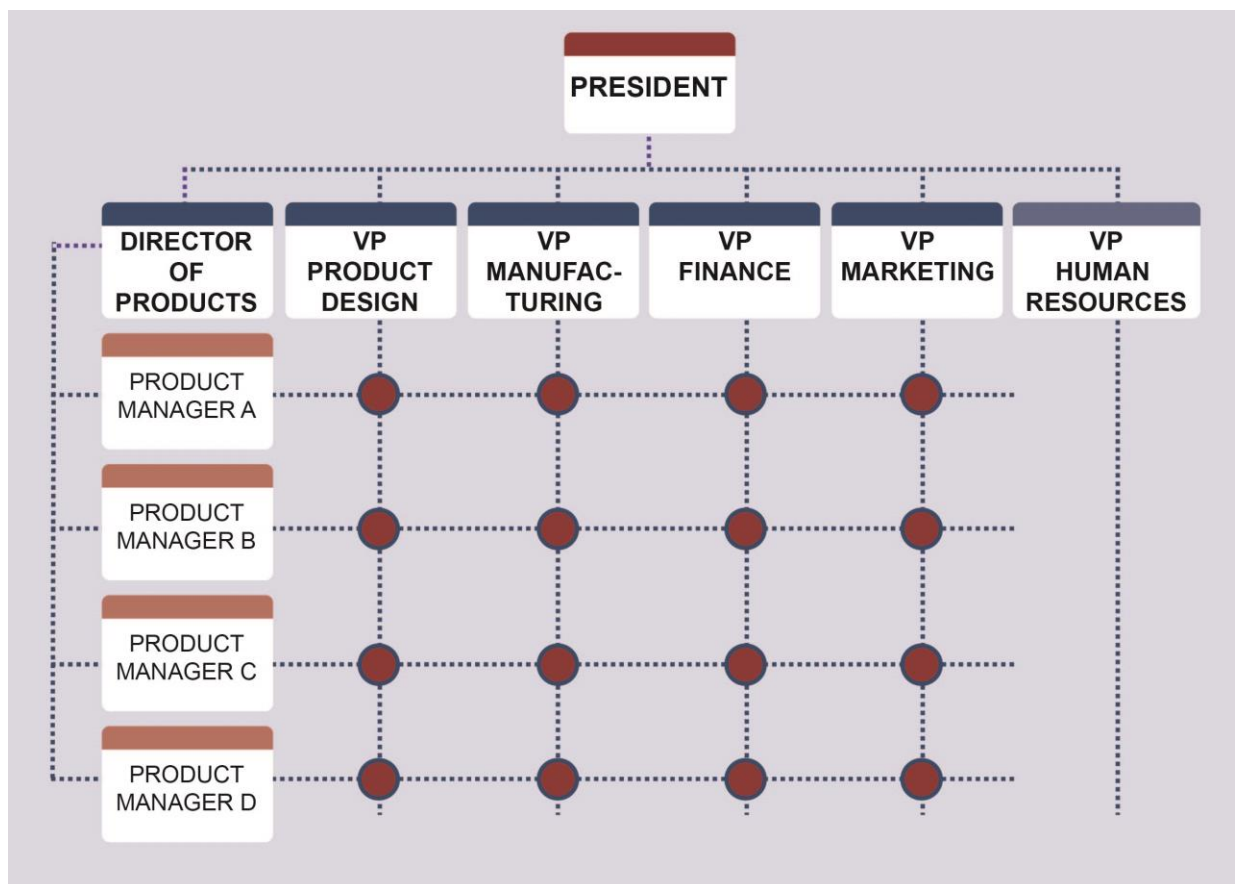 PRESIDENT
DIRECTOR
OF
PRODUCTS
VP
PRODUCT
DESIGN
VP
MANUFAC-
TURING
VP
FINANCE
VP
MARKETING
VP
HUMAN
RESOURCES
PRODUCT
MANAGER A
PRODUCT
MANAGER B
PRODUCT
MANAGER C
PRODUCT
MANAGER D